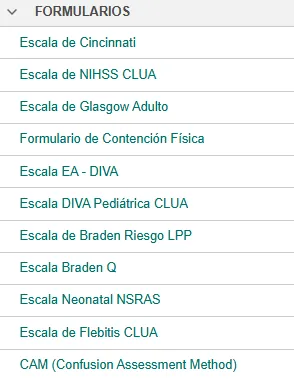 FORMULARIOS
Escala de Cincinnati
Escala de NIHSS CLUA
Escala de Glasgow Adulto
Formulario de Contención Física
Escala EA - DIVA
Escala DIVA Pediátrica CLUA
Escala de Braden Riesgo LPP
Escala Braden Q
Escala Neonatal NSRAS
Escala de Flebitis CLUA
CAM (Confusion Assessment Method)